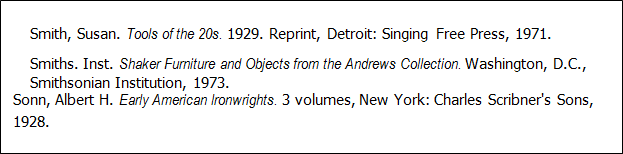 Smith, Susan. Tools of the 20s. 1929. Reprint, Detroit: Singing Free Press, 1971.
Smiths. Inst. Shaker Furniture and Objects from the Andrews Collection. Washington, D.C.,
Smithsonian Institution, 1973.
Sonn, Albert H. Early American Ironwrights. 3 volumes, New York: Charles Scribner's Sons,
1928.